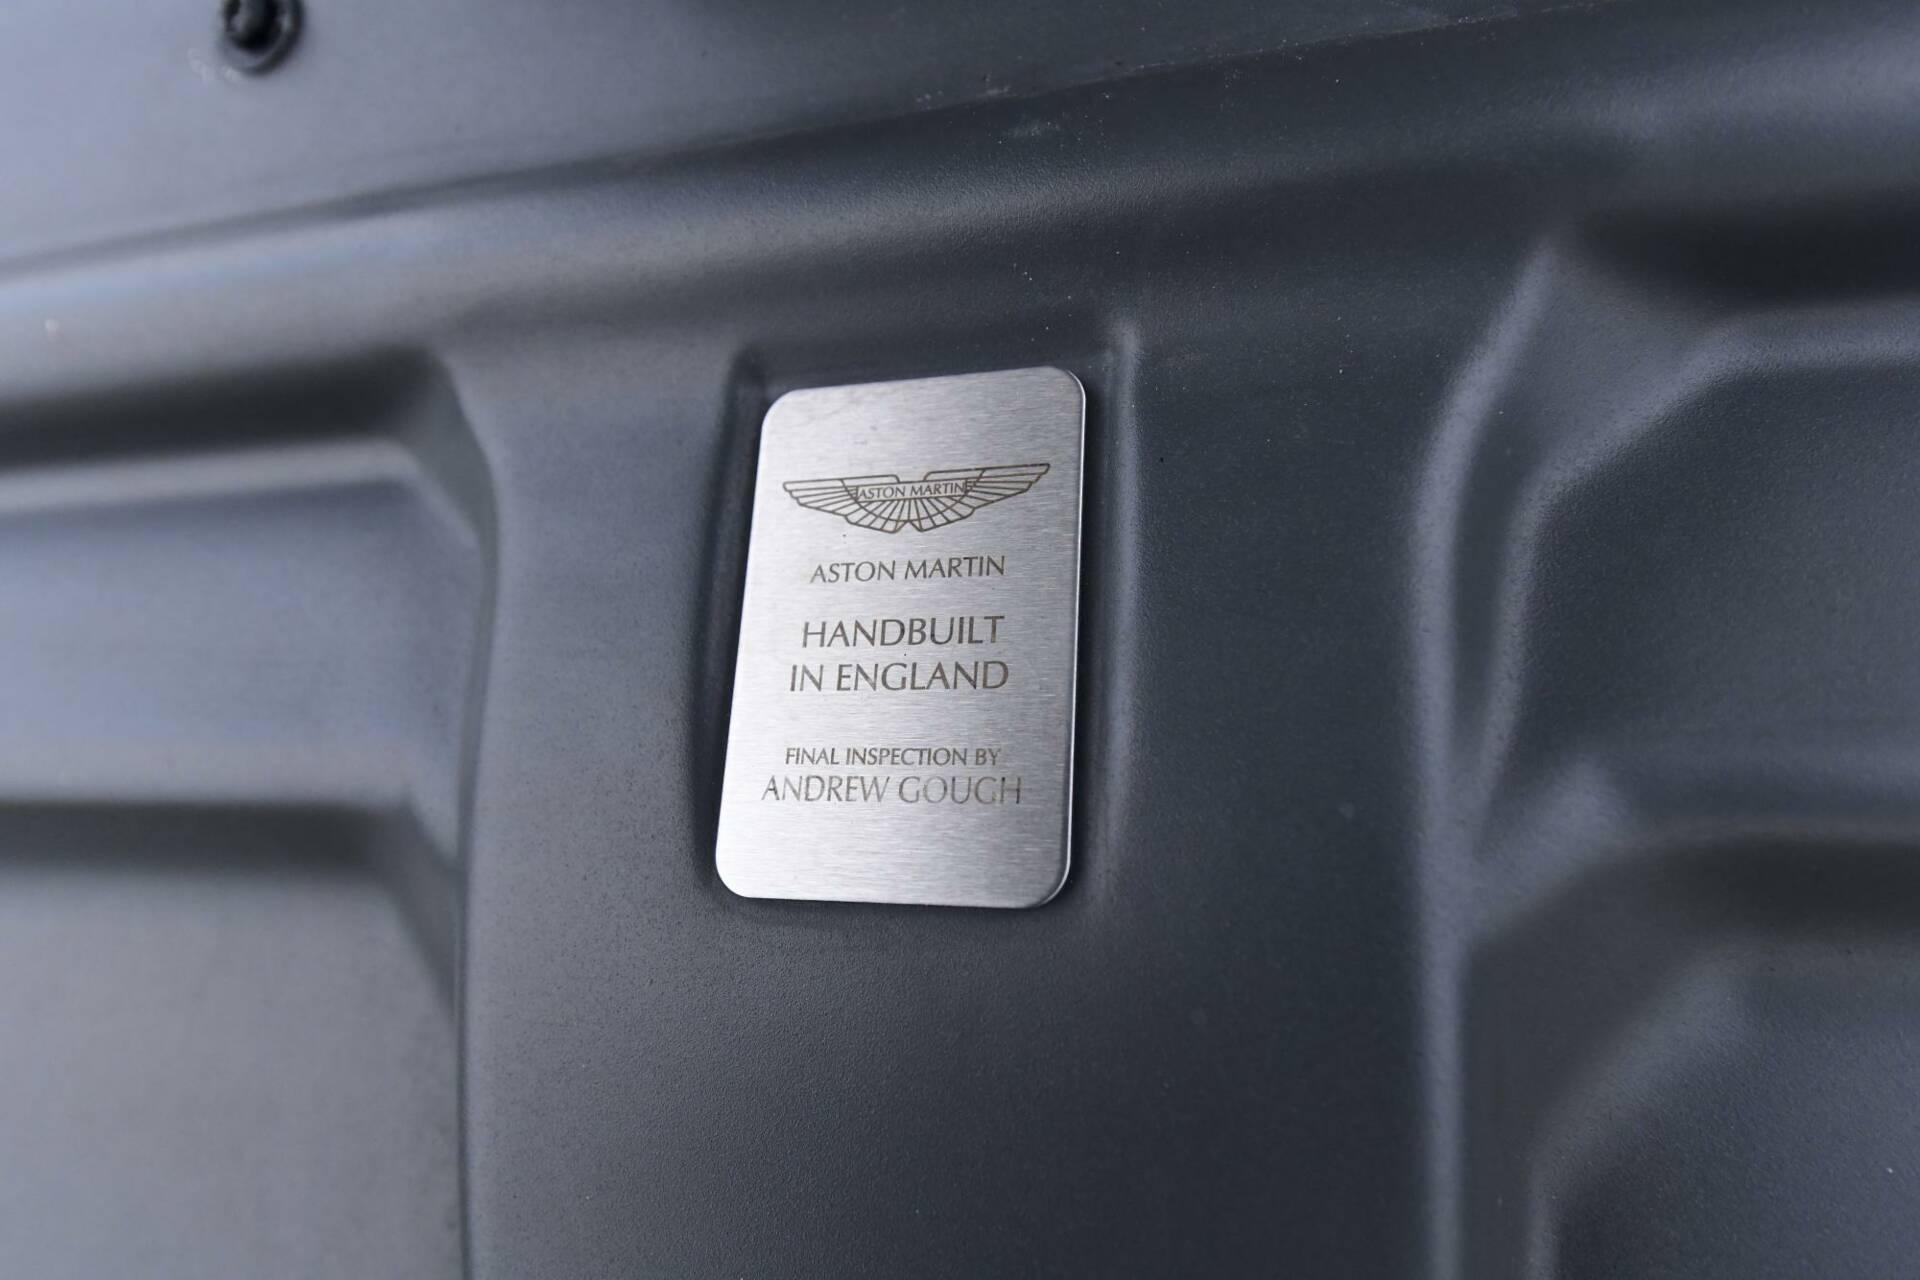 ASTON MARTIN
ASTON MARTIN
HANDBUILT
IN ENGLAND
FINAL INSPECTION BY
ANDREW GOUGH